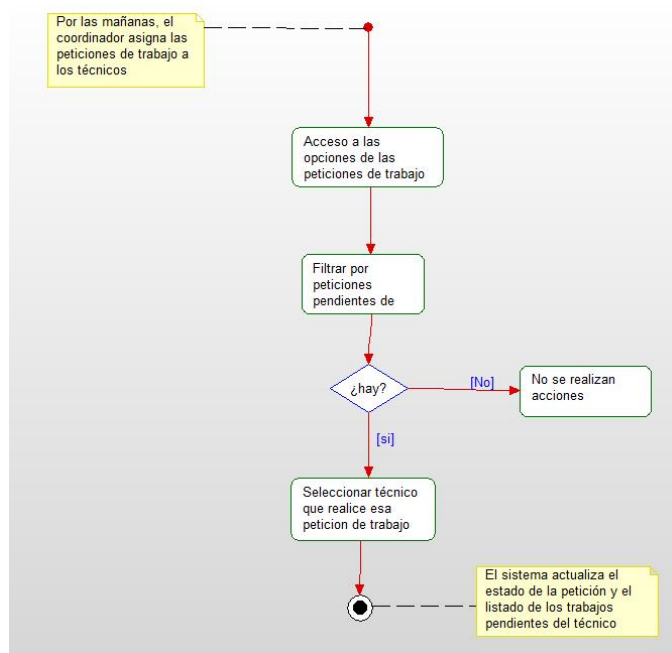 Por las mañanas, el
coordinador asigna las
peticiones de trabajo a
los técnicos
Acceso a las
opciones de las
peticiones de trabajo
Filtrar por
peticiones
pendientes de
¿hay?
[No]
No se realizan
acciones
[si]
Seleccionar técnico
que realice esa
peticion de trabajo
El sistema actualiza el
estado de la petición y el
listado de los trabajos
pendientes del técnico